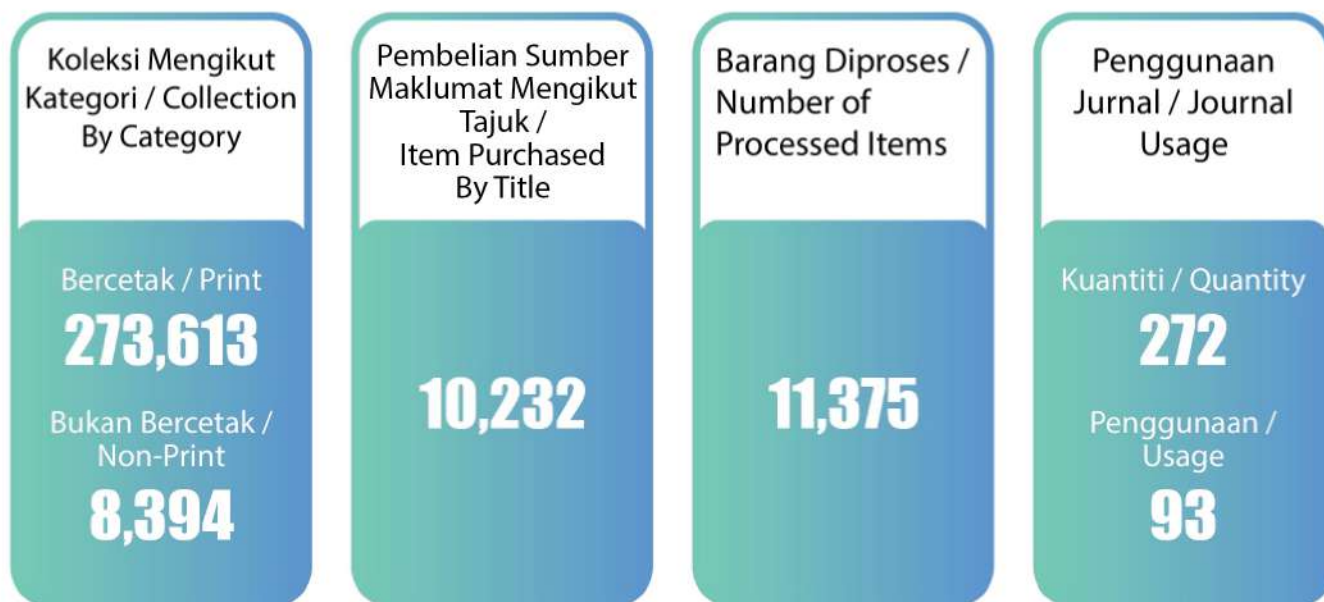 Koleksi Mengikut
Kategori / Collection
By Category
Bercetak / Print
273,613
Bukan Bercetak /
Non-Print
8,394
Pembelian Sumber
Maklumat Mengikut
Tajuk /
Item Purchased
By Title
10,232
Barang Diproses /
Number of
Processed Items
11,375
Penggunaan
Jurnal / Journal
Usage
Kuantiti / Quantity
272
Penggunaan /
Usage
93